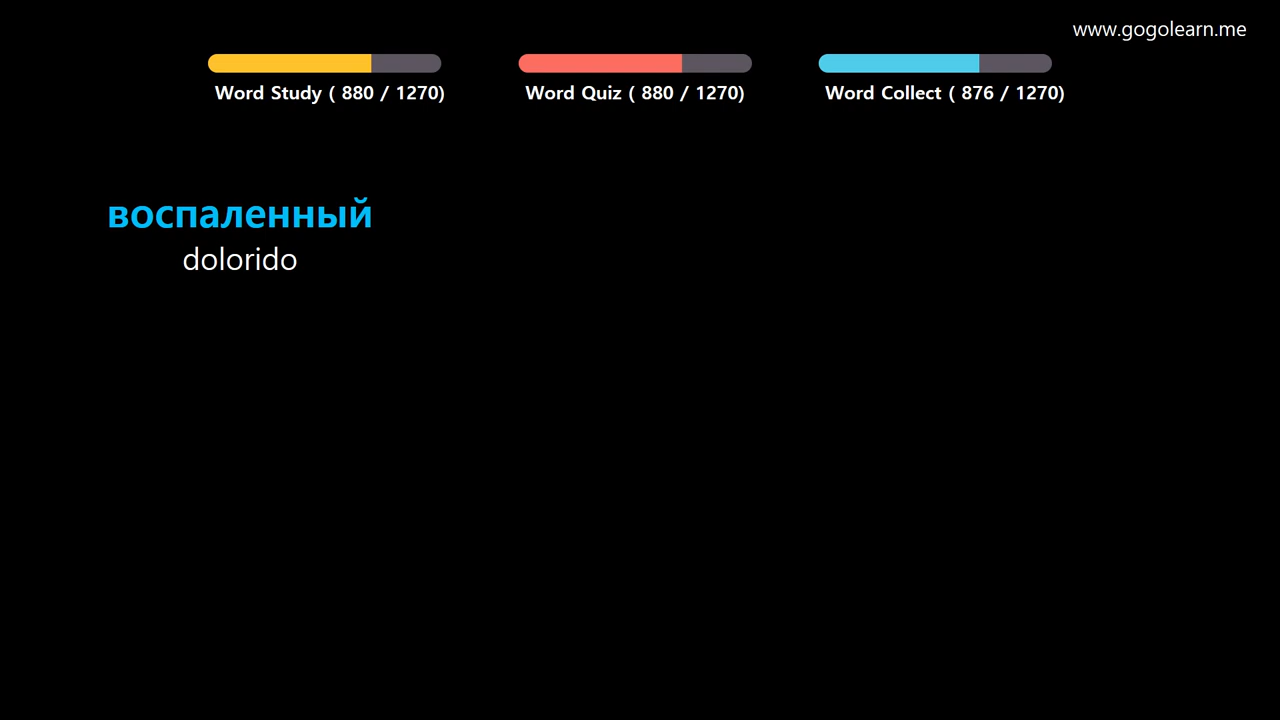 www.gogolearn.me
Word Study ( 880 / 1270)
Word Quiz ( 880 / 1270)
Word Collect ( 876 / 1270)
воспаленный
dolorido